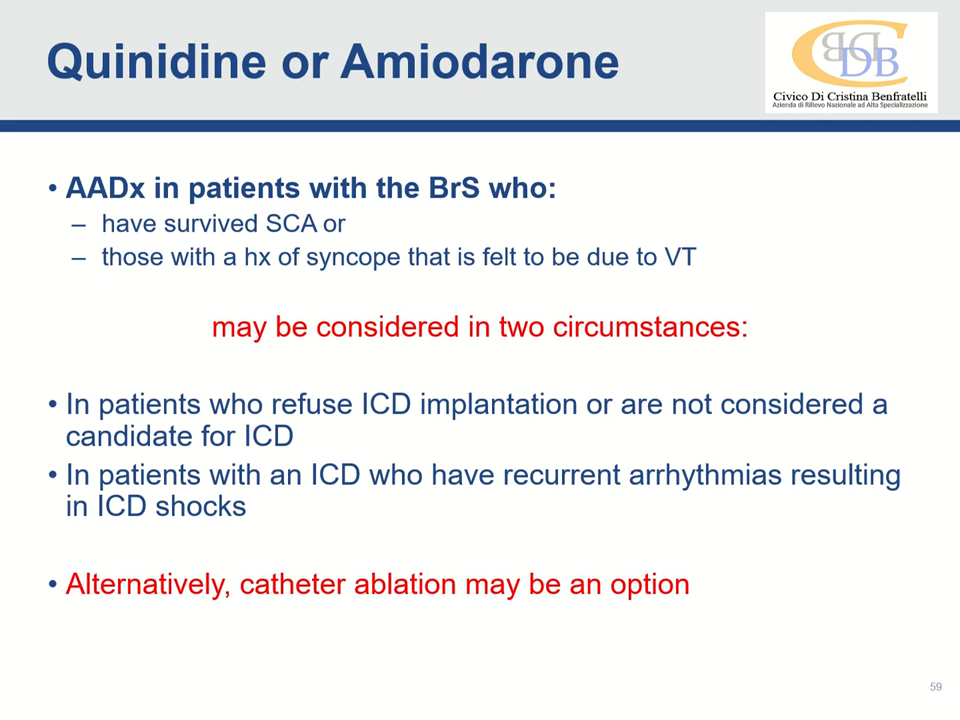 Quinidine or Amiodarone
CBDDB
Civico Di Cristina Benfratelli
Azienda di Rilievo Nazionale ad Alta Specializzazione
• AADx in patients with the BrS who:
– have survived SCA or
– those with a hx of syncope that is felt to be due to VT
may be considered in two circumstances:
• In patients who refuse ICD implantation or are not considered a
candidate for ICD
• In patients with an ICD who have recurrent arrhythmias resulting
in ICD shocks
• Alternatively, catheter ablation may be an option
59